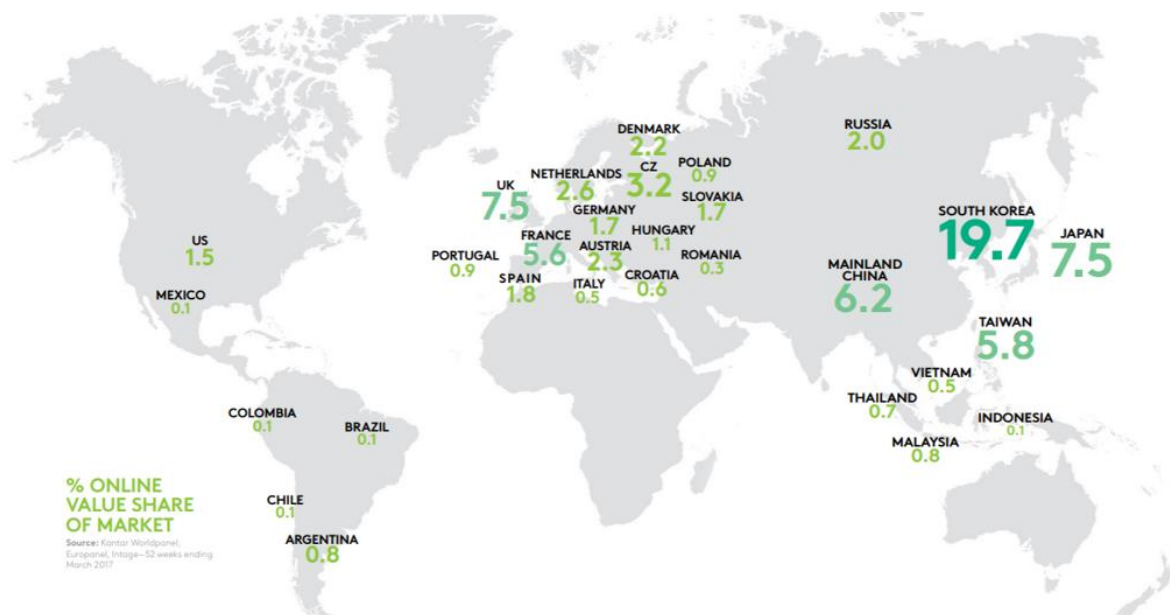 DENMARK
2.2
RUSSIA
2.0
CZ
3.2
POLAND
0.9
NETHERLANDS
2.6
UK
7.5
SLOVAKIA
1.7
GERMANY
1.7
SOUTH KOREA
19.7
JAPAN
7.5
US
1.5
FRANCE
5.6
HUNGARY
1.1
AUSTRIA
2.3
PORTUGAL
0.9
ROMANIA
0.3
MAINLAND
CHINA
6.2
SPAIN
1.8
ITALY
0.5
CROATIA
0.6
MEXICO
0.1
TAIWAN
5.8
VIETNAM
0.5
THAILAND
0.7
COLOMBIA
0.1
BRAZIL
0.1
INDONESIA
0.1
MALAYSIA
0.8
% ONLINE
VALUE SHARE
OF MARKET
Source: Kantar Worldpanel,
Europanel, Intage—52 weeks ending
March 2017
CHILE
0.1
ARGENTINA
0.8